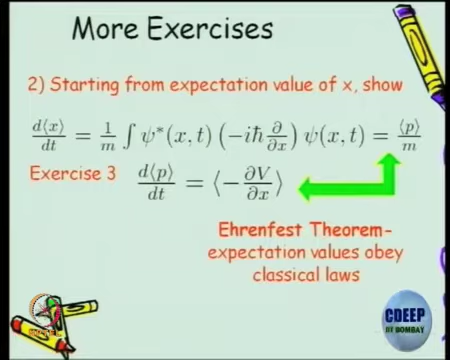 More Exercises
2) Starting from expectation value of x, show
d⟨x⟩/dt = 1/m ∫ ψ*(x, t) (−iħ ∂/∂x) ψ(x, t) = ⟨p⟩/m
Exercise 3 d⟨p⟩/dt = ⟨−∂V/∂x⟩
Ehrenfest Theorem-
expectation values obey
classical laws
CDEEP
IIT BOMBAY